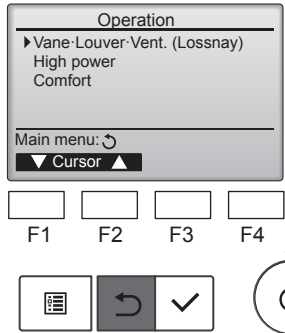 Operation
Vane·Louver·Vent. (Lossnay)
High power
Comfort
Main menu:
Cursor
F1 F2 F3 F4